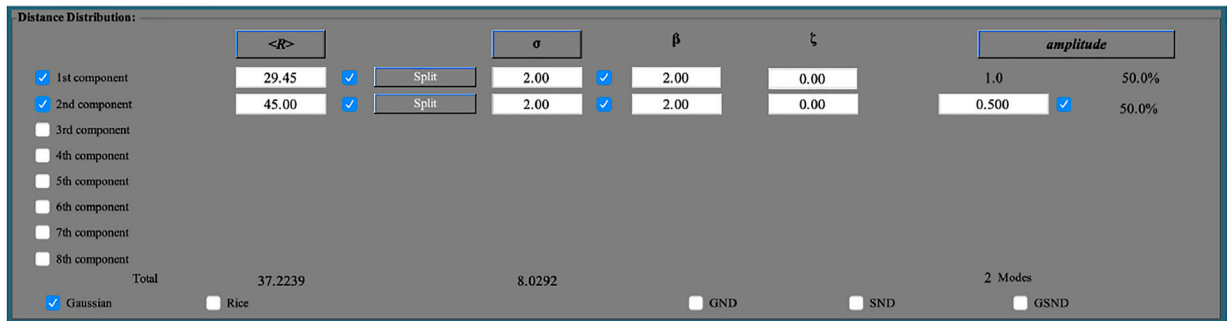 Distance Distribution:
<R> σ β ζ amplitude
1st component 29.45 Split 2.00 2.00 0.00 1.0 50.0%
2nd component 45.00 Split 2.00 2.00 0.00 0.500 50.0%
3rd component
4th component
5th component
6th component
7th component
8th component
Total 37.2239 8.0292 2 Modes
Gaussian Rice GND SND GSND